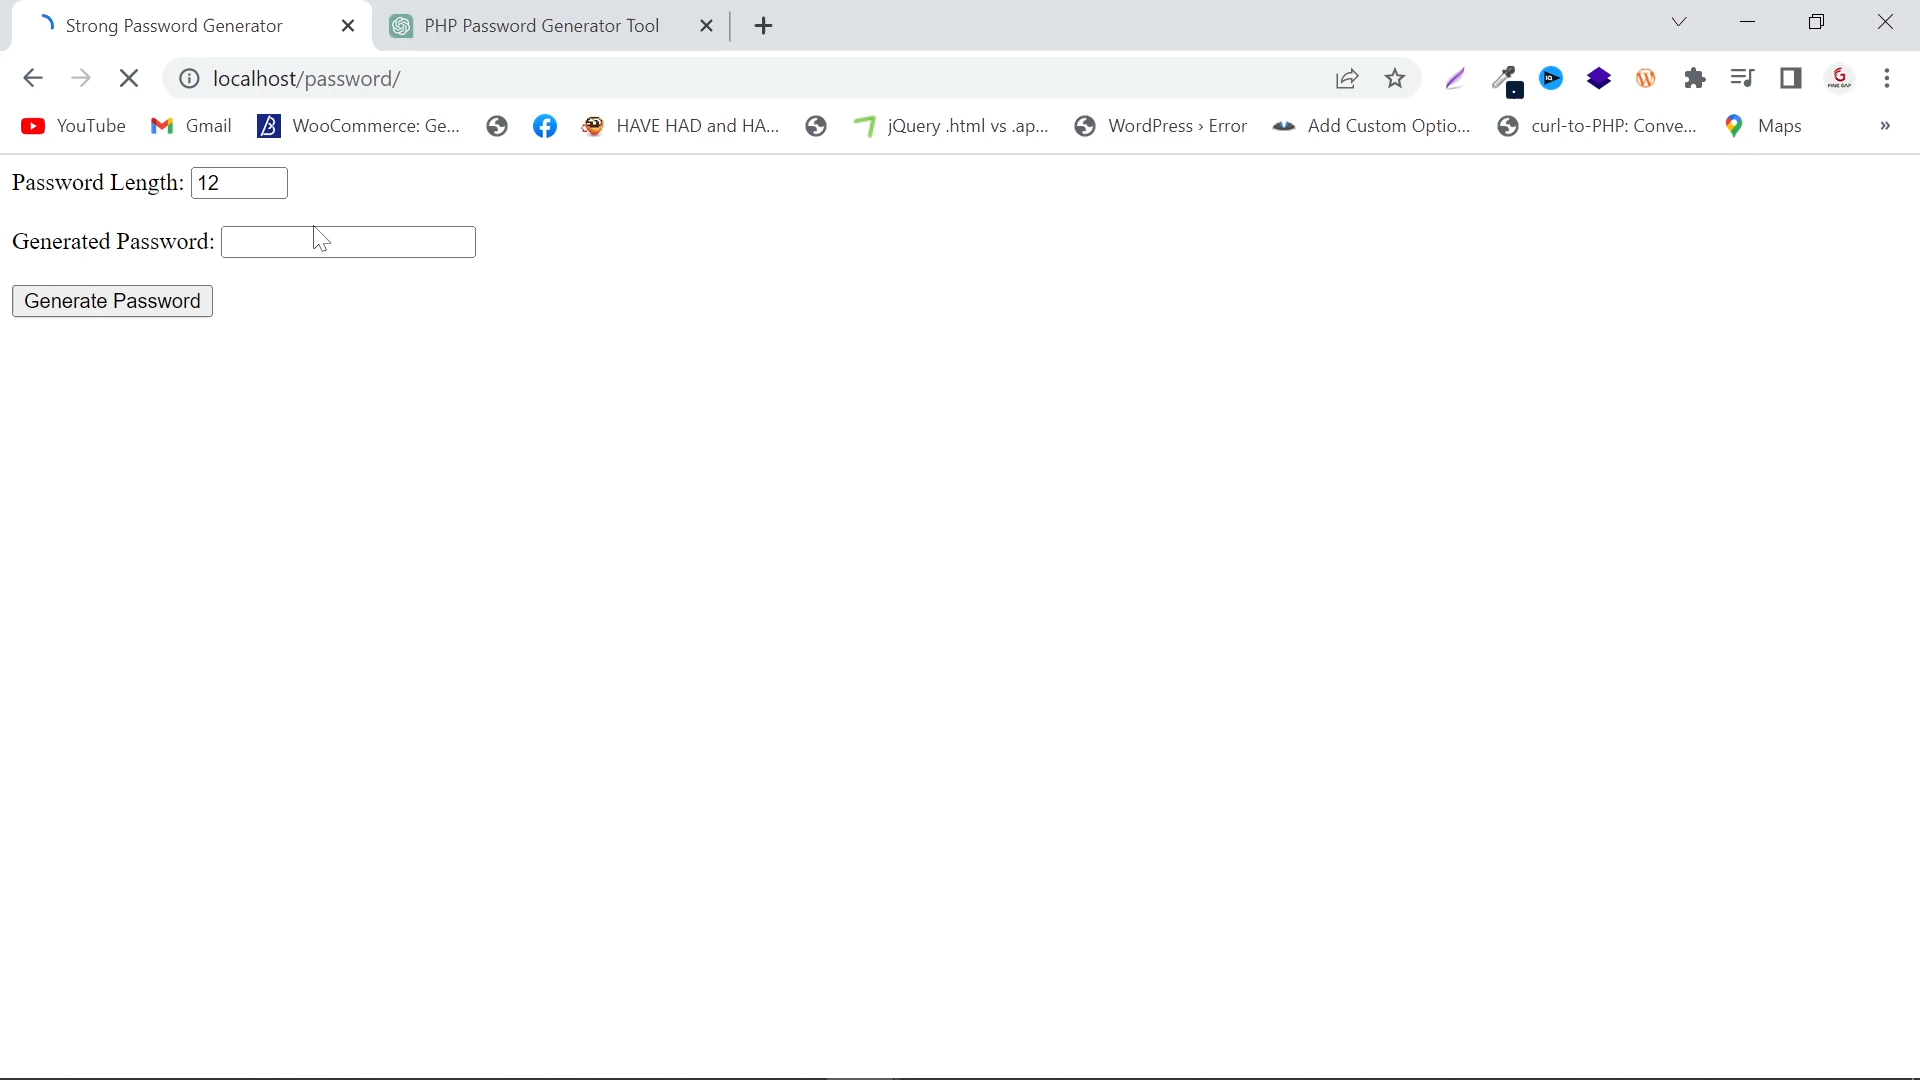 Strong Password Generator
PHP Password Generator Tool
localhost/password/
YouTube
Gmail
WooCommerce: Ge...
HAVE HAD and HA...
jQuery .html vs .ap...
WordPress › Error
Add Custom Optio...
curl-to-PHP: Conve...
Maps
»
Password Length: 12
Generated Password:
Generate Password